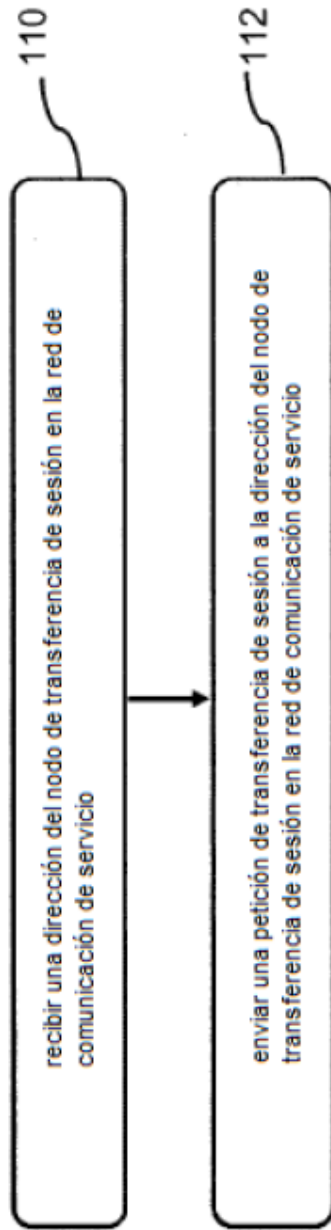 110
recibir una dirección del nodo de transferencia de sesión en la red de
comunicación de servicio
112
enviar una petición de transferencia de sesión a la dirección del nodo de
transferencia de sesión en la red de comunicación de servicio